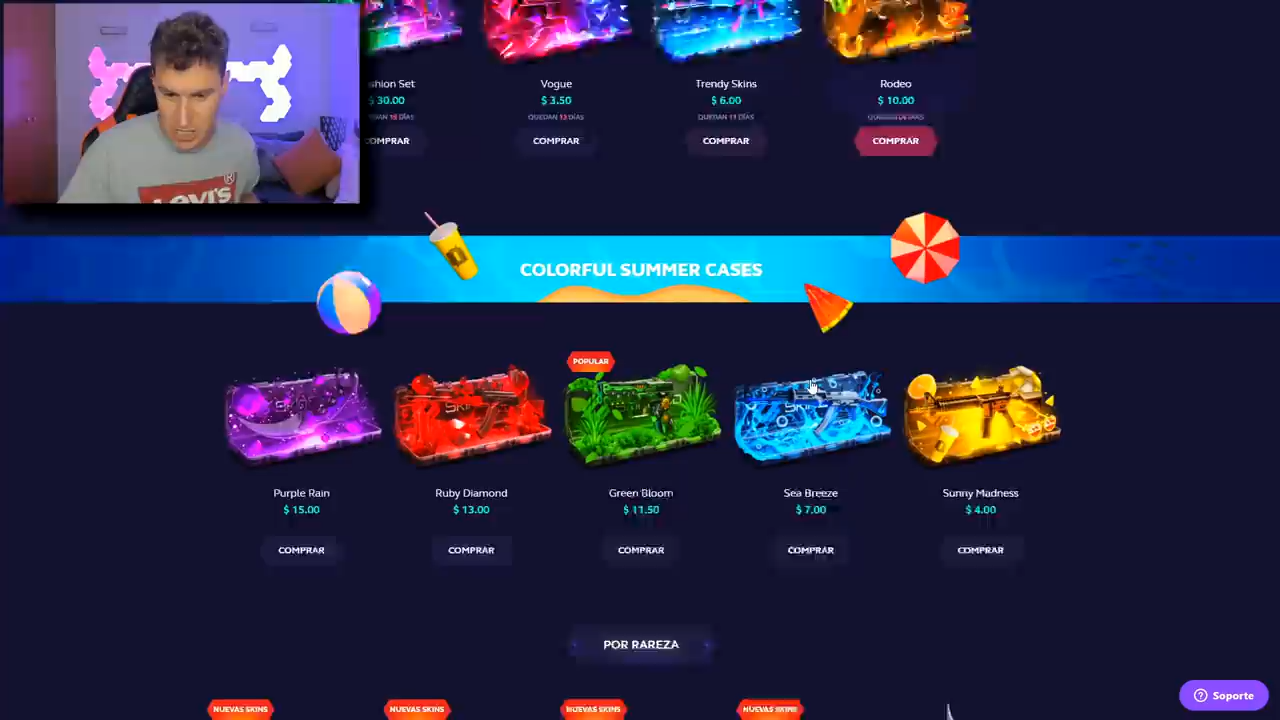 Vogue
Trendy Skins
Rodeo
$ 30.00
$ 3.50
$ 6.00
$ 10.00
QUEDAN 13 DÍAS
QUEDAN 11 DÍAS
COMPRAR
COMPRAR
COMPRAR
COMPRAR
Levi's
COLORFUL SUMMER CASES
POPULAR
Purple Rain
Ruby Diamond
Green Bloom
Sea Breeze
Sunny Madness
$ 15.00
$ 13.00
$ 11.50
$ 7.00
$ 4.00
COMPRAR
COMPRAR
COMPRAR
COMPRAR
COMPRAR
POR RAREZA
NUEVAS SKINS
NUEVAS SKINS
NUEVAS SKINS
NUEVAS SKINS
Soporte